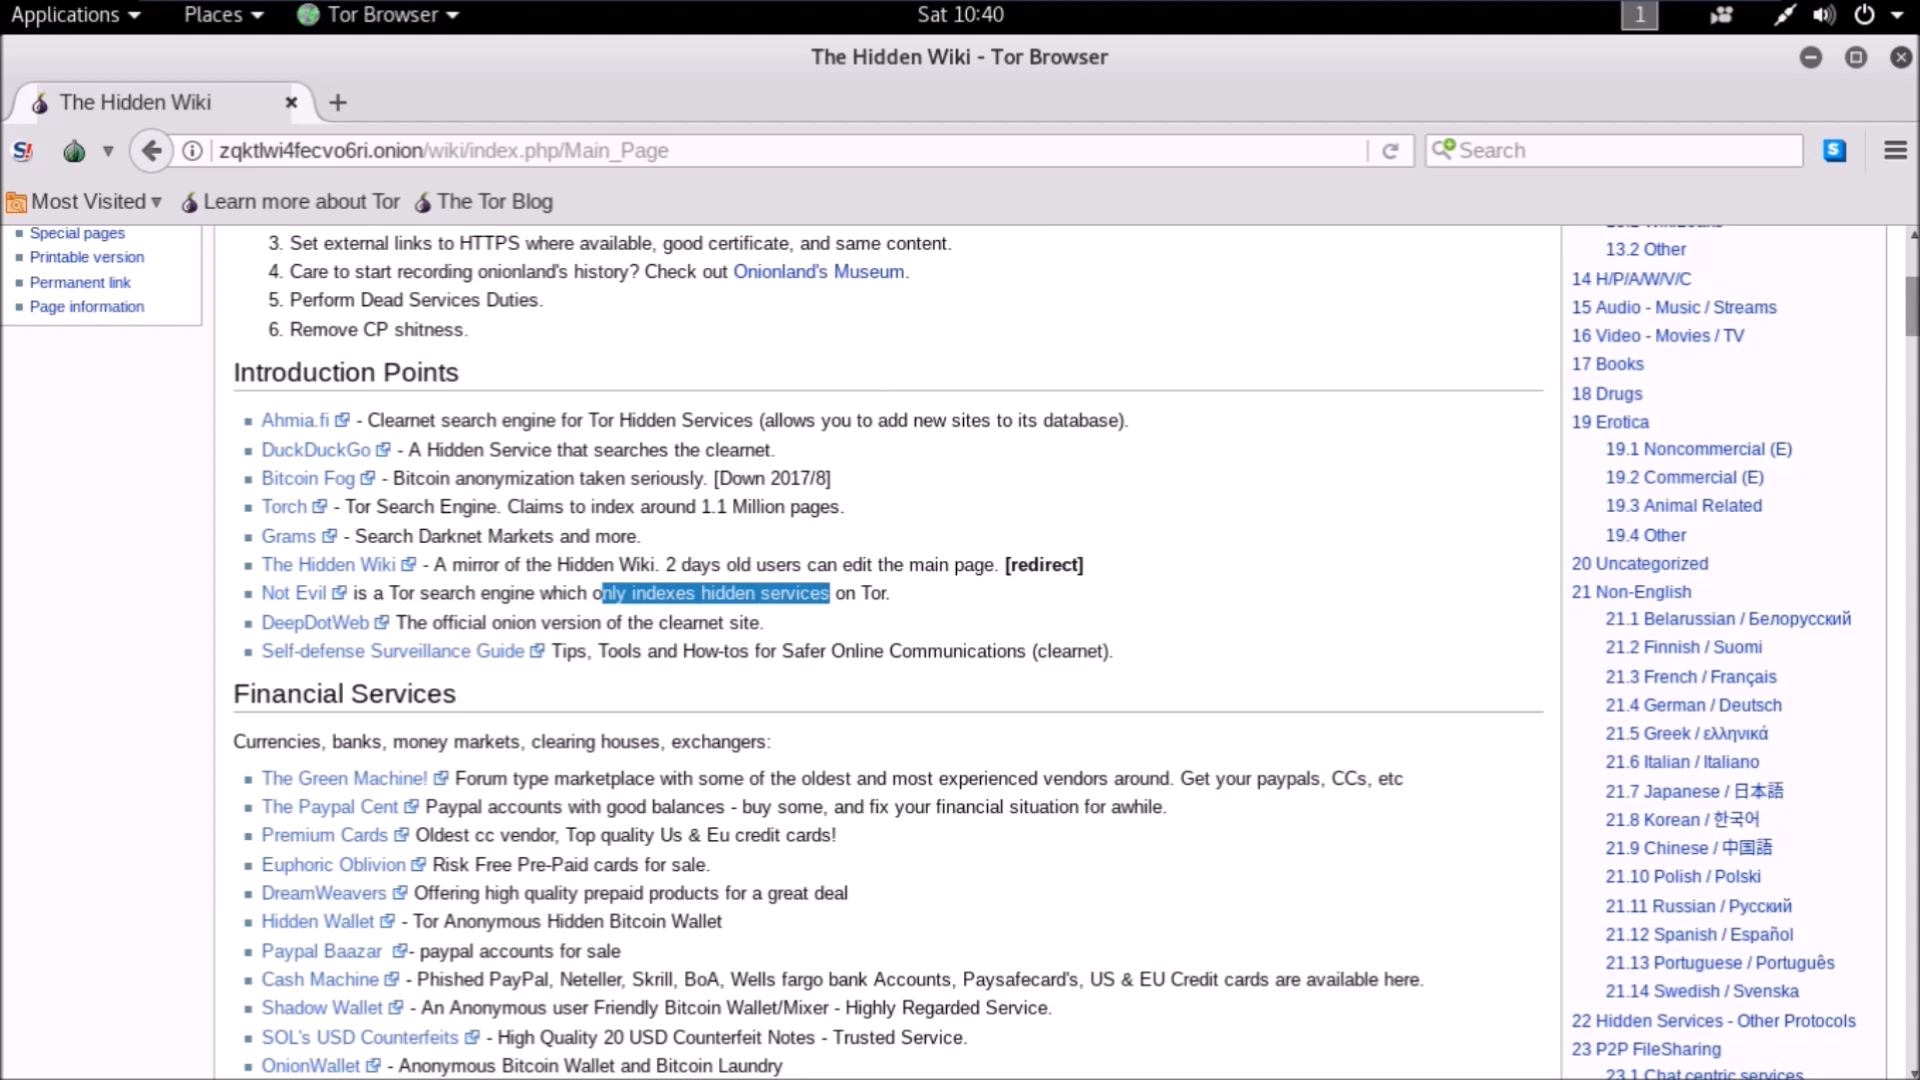 Applications Places Tor Browser Sat 10:40 1
The Hidden Wiki - Tor Browser
The Hidden Wiki
zqktlwi4fecvo6ri.onion/wiki/index.php/Main_Page Search
Most Visited Learn more about Tor The Tor Blog
Special pages
Printable version
Permanent link
Page information
3. Set external links to HTTPS where available, good certificate, and same content.
4. Care to start recording onionland's history? Check out Onionland's Museum.
5. Perform Dead Services Duties.
6. Remove CP shitness.
Introduction Points
Ahmia.fi - Clearnet search engine for Tor Hidden Services (allows you to add new sites to its database).
DuckDuckGo - A Hidden Service that searches the clearnet.
Bitcoin Fog - Bitcoin anonymization taken seriously. [Down 2017/8]
Torch - Tor Search Engine. Claims to index around 1.1 Million pages.
Grams - Search Darknet Markets and more.
The Hidden Wiki - A mirror of the Hidden Wiki. 2 days old users can edit the main page. [redirect]
Not Evil is a Tor search engine which only indexes hidden services on Tor.
DeepDotWeb The official onion version of the clearnet site.
Self-defense Surveillance Guide Tips, Tools and How-tos for Safer Online Communications (clearnet).
Financial Services
Currencies, banks, money markets, clearing houses, exchangers:
The Green Machine! Forum type marketplace with some of the oldest and most experienced vendors around. Get your paypals, CCs, etc
The Paypal Cent Paypal accounts with good balances - buy some, and fix your financial situation for awhile.
Premium Cards Oldest cc vendor, Top quality Us & Eu credit cards!
Euphoric Oblivion Risk Free Pre-Paid cards for sale.
DreamWeavers Offering high quality prepaid products for a great deal
Hidden Wallet - Tor Anonymous Hidden Bitcoin Wallet
Paypal Baazar - paypal accounts for sale
Cash Machine - Phished PayPal, Neteller, Skrill, BoA, Wells fargo bank Accounts, Paysafecard's, US & EU Credit cards are available here.
Shadow Wallet - An Anonymous user Friendly Bitcoin Wallet/Mixer - Highly Regarded Service.
SOL's USD Counterfeits - High Quality 20 USD Counterfeit Notes - Trusted Service.
OnionWallet - Anonymous Bitcoin Wallet and Bitcoin Laundry
13.2 Other
14 H/P/A/W/V/C
15 Audio - Music / Streams
16 Video - Movies / TV
17 Books
18 Drugs
19 Erotica
19.1 Noncommercial (E)
19.2 Commercial (E)
19.3 Animal Related
19.4 Other
20 Uncategorized
21 Non-English
21.1 Belarussian / Белорусский
21.2 Finnish / Suomi
21.3 French / Français
21.4 German / Deutsch
21.5 Greek / ελληνικά
21.6 Italian / Italiano
21.7 Japanese / 日本語
21.8 Korean / 한국어
21.9 Chinese / 中国語
21.10 Polish / Polski
21.11 Russian / Русский
21.12 Spanish / Español
21.13 Portuguese / Português
21.14 Swedish / Svenska
22 Hidden Services - Other Protocols
23 P2P FileSharing
23.1 Chat centric services